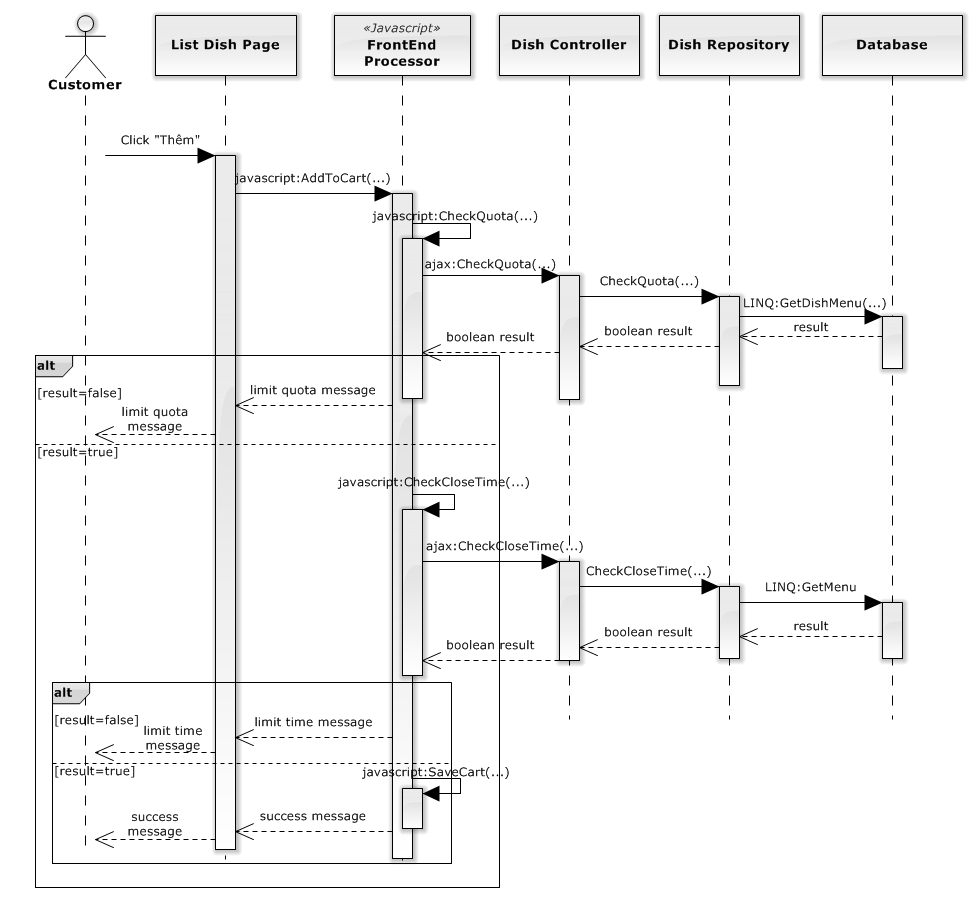 Customer
List Dish Page
«Javascript»
FrontEnd
Processor
Dish Controller
Dish Repository
Database
Click "Thêm"
javascript:AddToCart(...)
javascript:CheckQuota(...)
ajax:CheckQuota(...)
CheckQuota(...)
LINQ:GetDishMenu(...)
result
boolean result
boolean result
alt
[result=false]
limit quota message
limit quota
message
[result=true]
javascript:CheckCloseTime(...)
ajax:CheckCloseTime(...)
CheckCloseTime(...)
LINQ:GetMenu
result
boolean result
boolean result
alt
[result=false]
limit time message
limit time
message
[result=true]
javascript:SaveCart(...)
success message
success
message